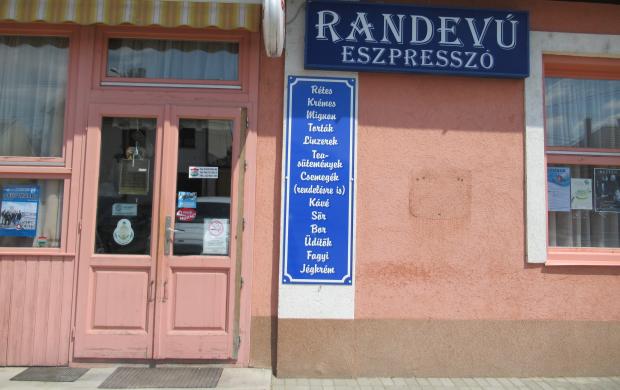 RANDEVÚ
ESZPRESSZÓ
Rétes
Krémes
Mignon
Torták
Linzerek
Tea-
sütemények
Csemegék
(rendelésre is)
Kávé
Sör
Bor
Üdítők
Fagyi
Jégkrém